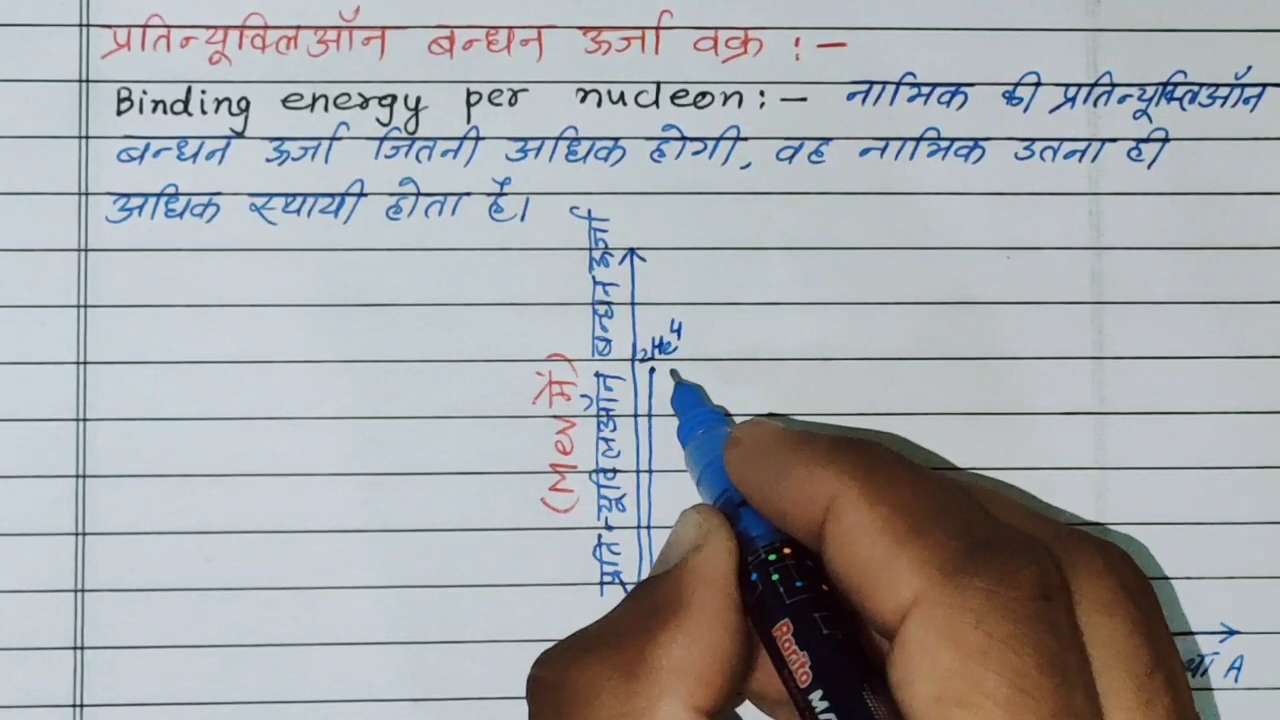 प्रतिन्यूक्लिऑन बन्धन ऊर्जा वक्र :-
Binding energy per nucleon:- नाभिक की प्रतिन्यूक्लिऑन
बन्धन ऊर्जा जितनी अधिक होगी, वह नाभिक उतना ही
अधिक स्थायी होता है।
प्रति न्यूक्लिऑन बन्धन ऊर्जा
(Mev में)
₂He⁴
A
Rorito